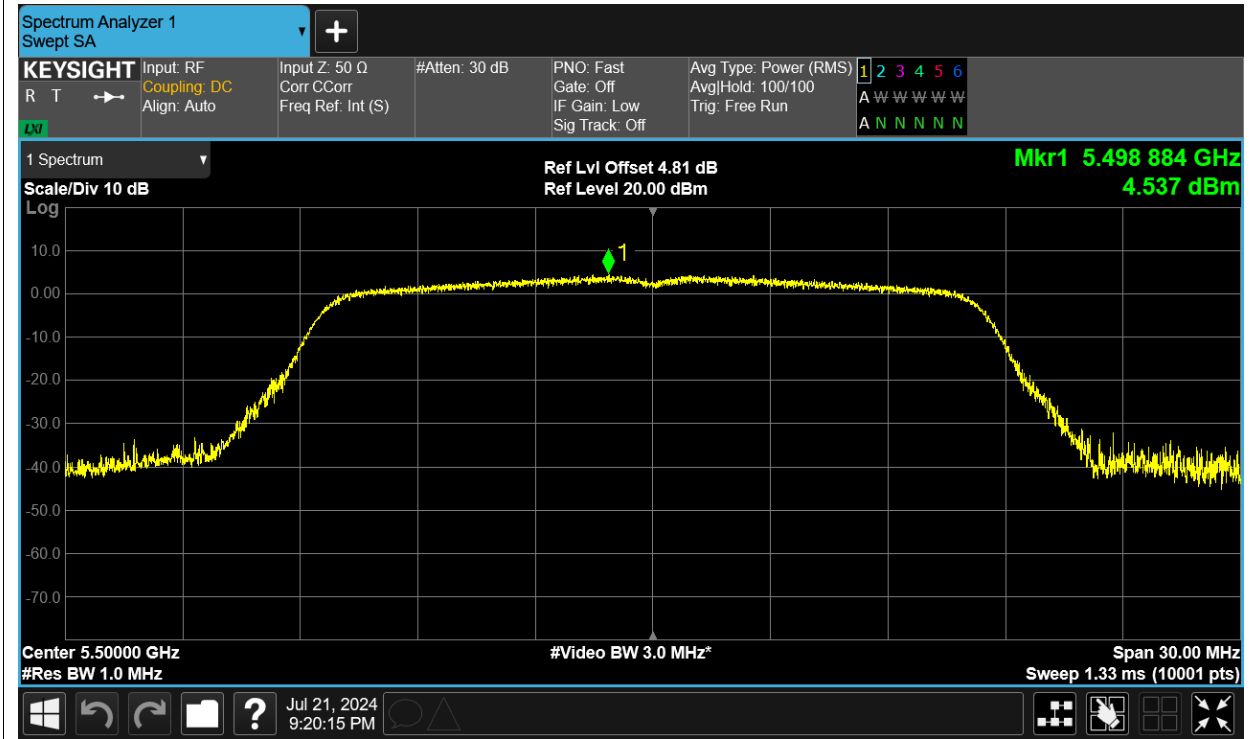 Spectrum Analyzer 1
Swept SA
+
KEYSIGHT
R T
LXI
Input: RF
Coupling: DC
Align: Auto
Input Z: 50 Ω
Corr CCorr
Freq Ref: Int (S)
#Atten: 30 dB
PNO: Fast
Gate: Off
IF Gain: Low
Sig Track: Off
Avg Type: Power (RMS)
Avg|Hold: 100/100
Trig: Free Run
1 2 3 4 5 6
A W W W W W
A N N N N N
1 Spectrum
Scale/Div 10 dB
Log
Ref Lvl Offset 4.81 dB
Ref Level 20.00 dBm
Mkr1 5.498 884 GHz
4.537 dBm
1
10.0
0.00
-10.0
-20.0
-30.0
-40.0
-50.0
-60.0
-70.0
Center 5.50000 GHz
#Res BW 1.0 MHz
#Video BW 3.0 MHz*
Span 30.00 MHz
Sweep 1.33 ms (10001 pts)
?
Jul 21, 2024
9:20:15 PM